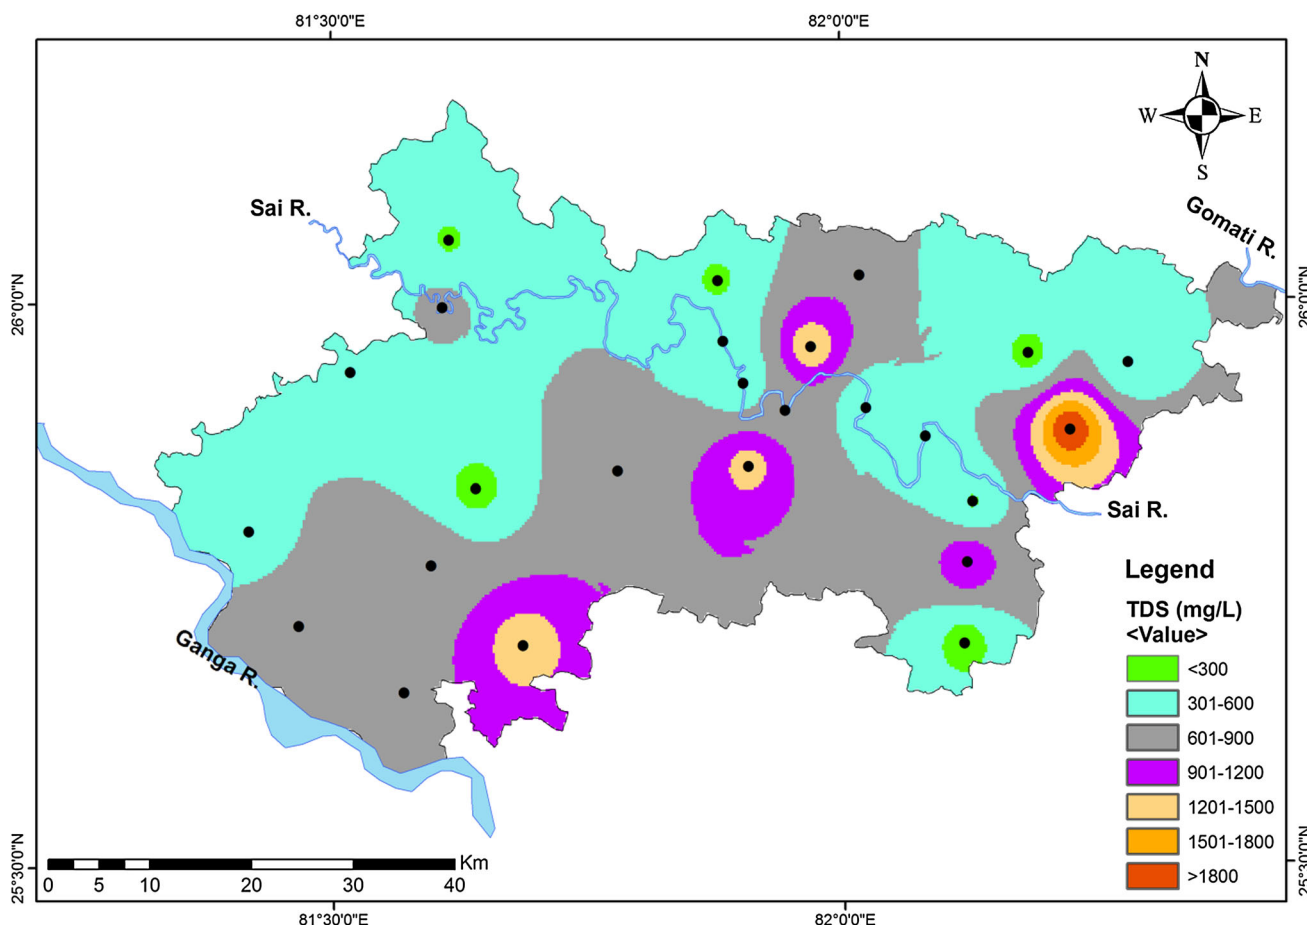 81°30'0"E
82°0'0"E
N
W
E
S
Sai R.
Gomati R.
26°0'0"N
26°0'0"N
Sai R.
Ganga R.
Legend
TDS (mg/L)
<Value>
<300
301-600
601-900
901-1200
1201-1500
1501-1800
>1800
Km
0 5 10 20 30 40
25°30'0"N
25°30'0"N
81°30'0"E
82°0'0"E